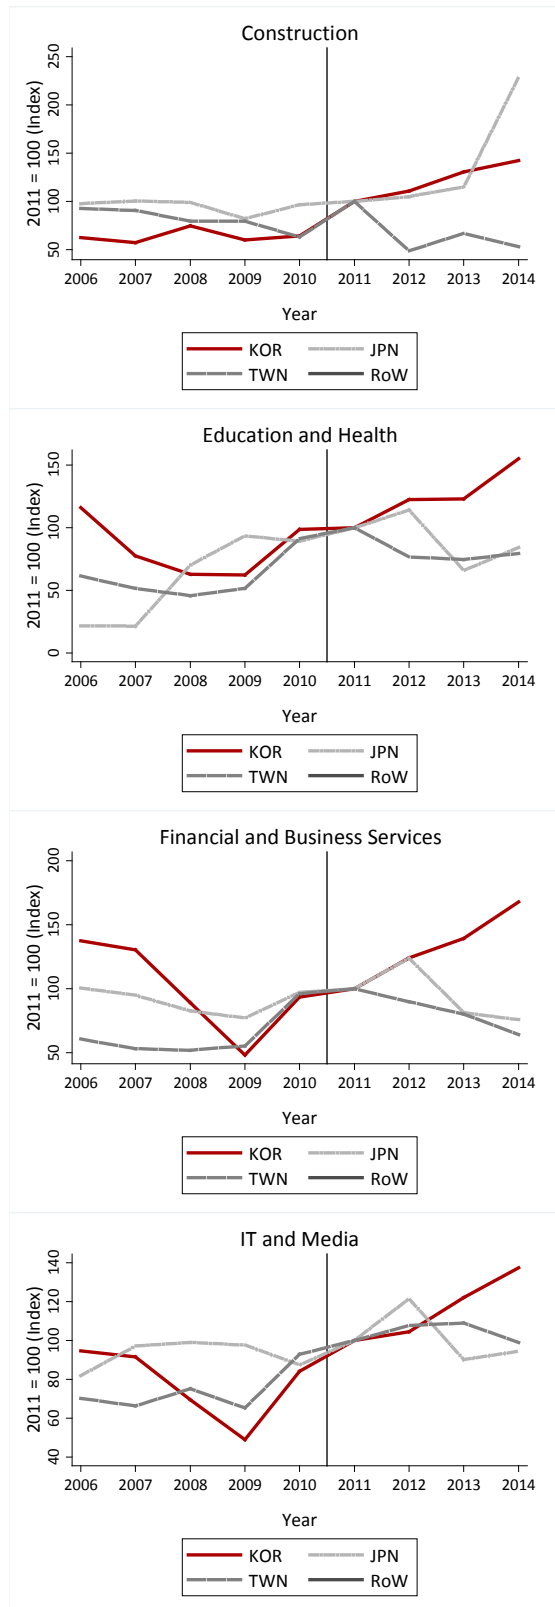 Construction
250
200
150
100
50
2011 = 100 (Index)
2006 2007 2008 2009 2010 2011 2012 2013 2014
Year
KOR JPN
TWN RoW
Education and Health
150
100
50
0
2011 = 100 (Index)
2006 2007 2008 2009 2010 2011 2012 2013 2014
Year
KOR JPN
TWN RoW
Financial and Business Services
200
150
100
50
2011 = 100 (Index)
2006 2007 2008 2009 2010 2011 2012 2013 2014
Year
KOR JPN
TWN RoW
IT and Media
140
120
100
80
60
40
2011 = 100 (Index)
2006 2007 2008 2009 2010 2011 2012 2013 2014
Year
KOR JPN
TWN RoW